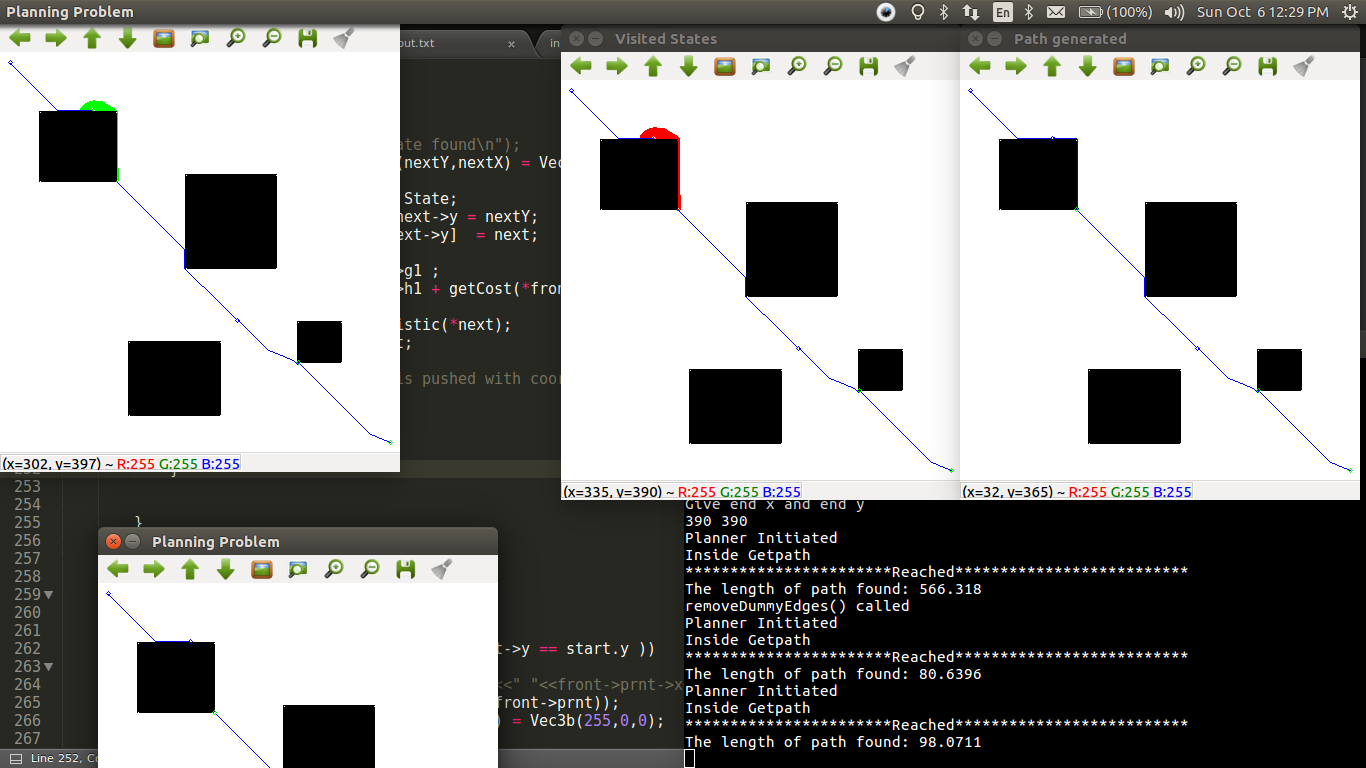 Planning Problem
En
(100%)
Sun Oct 6 12:29 PM
put.txt
x
in
Visited States
Path generated
ate found\n");
(nextY,nextX) = Vec
State;
next->y = nextY;
ext->y] = next;
>g1 ;
>h1 + getCost(*fron
istic(*next);
t;
is pushed with coor
(x=302, y=397) ~ R:255 G:255 B:255
(x=335, y=390) ~ R:255 G:255 B:255
(x=32, y=365) ~ R:255 G:255 B:255
252 }
253
254
255 }
256
257
258
259
260
261
262 t->y == start.y ))
263
264 <<" "<<front->prnt->x
265 front->prnt));
266 ) = Vec3b(255,0,0);
267
Line 252, Co
Planning Problem
Give end x and end y
390 390
Planner Initiated
Inside Getpath
***********************Reached**************************
The length of path found: 566.318
removeDummyEdges() called
Planner Initiated
Inside Getpath
***********************Reached**************************
The length of path found: 80.6396
Planner Initiated
Inside Getpath
***********************Reached**************************
The length of path found: 98.0711